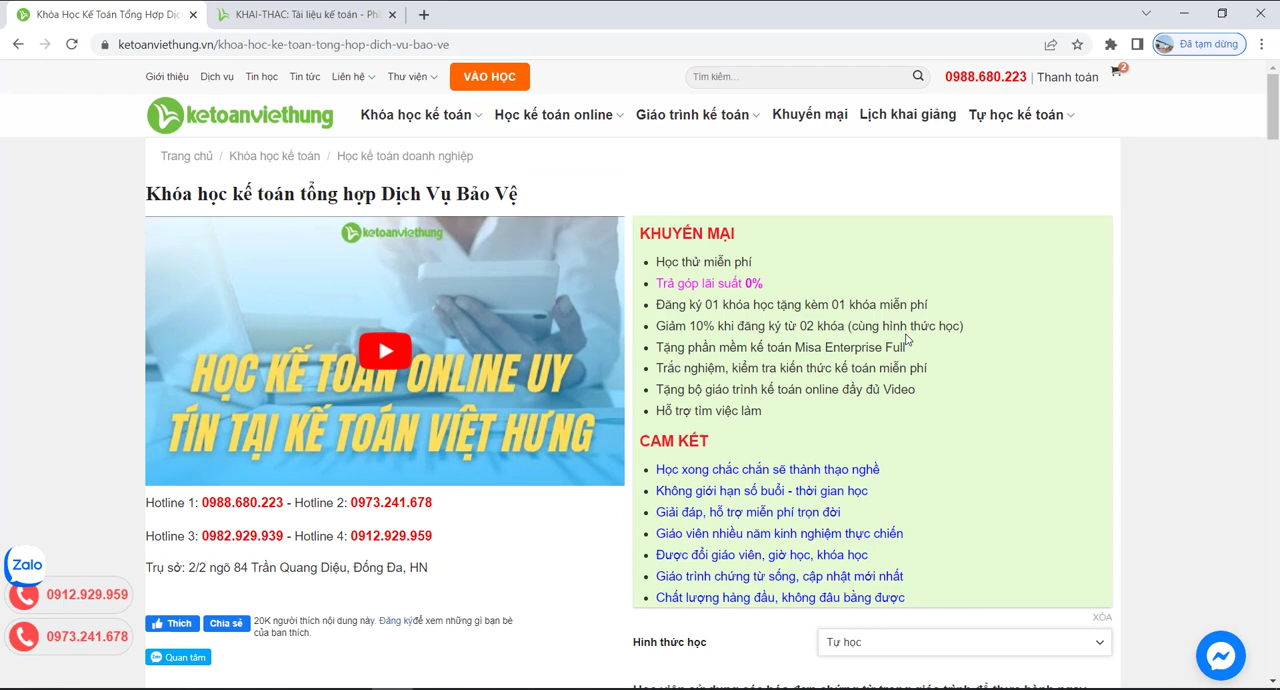 Khóa Học Kế Toán Tổng Hợp Dịc
KHAI-THAC: Tài liệu kế toán - Phầ
ketoanviethung.vn/khoa-hoc-ke-toan-tong-hop-dich-vu-bao-ve
Đã tạm dừng
Giới thiệu Dịch vụ Tin học Tin tức Liên hệ Thư viện VÀO HỌC
Tìm kiếm...
0988.680.223 | Thanh toán 2
ketoanviethung
Khóa học kế toán Học kế toán online Giáo trình kế toán Khuyến mại Lịch khai giảng Tự học kế toán
Trang chủ / Khóa học kế toán / Học kế toán doanh nghiệp
Khóa học kế toán tổng hợp Dịch Vụ Bảo Vệ
ketoanviethung
HỌC KẾ TOÁN ONLINE UY
TÍN TẠI KẾ TOÁN VIỆT HƯNG
Hotline 1: 0988.680.223 - Hotline 2: 0973.241.678
Hotline 3: 0982.929.939 - Hotline 4: 0912.929.959
Trụ sở: 2/2 ngõ 84 Trần Quang Diệu, Đống Đa, HN
Thích Chia sẻ
20K người thích nội dung này. Đăng ký để xem những gì bạn bè
của bạn thích.
Quan tâm
KHUYẾN MẠI
Học thử miễn phí
Trả góp lãi suất 0%
Đăng ký 01 khóa học tặng kèm 01 khóa miễn phí
Giảm 10% khi đăng ký từ 02 khóa (cùng hình thức học)
Tặng phần mềm kế toán Misa Enterprise Full
Trắc nghiệm, kiểm tra kiến thức kế toán miễn phí
Tặng bộ giáo trình kế toán online đầy đủ Video
Hỗ trợ tìm việc làm
CAM KẾT
Học xong chắc chắn sẽ thành thạo nghề
Không giới hạn số buổi - thời gian học
Giải đáp, hỗ trợ miễn phí trọn đời
Giáo viên nhiều năm kinh nghiệm thực chiến
Được đổi giáo viên, giờ học, khóa học
Giáo trình chứng từ sống, cập nhật mới nhất
Chất lượng hàng đầu, không đâu bằng được
XÓA
Hình thức học
Tự học
Zalo
0912.929.959
0973.241.678